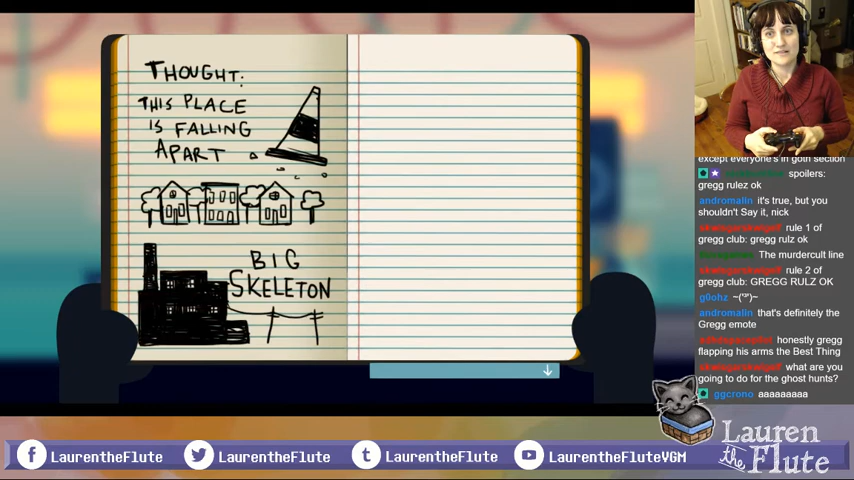 THOUGHT:
THIS PLACE
IS FALLING
APART
BIG
SKELETON
except everyone's in goth section
spoilers:
gregg rulez ok
andromalin it's true, but you
shouldn't Say it, nick
rule 1 of
gregg club: gregg rulz ok
The murdercult line
rule 2 of
gregg club: GREGG RULZ OK
g0ohz ~('³')~
andromalin that's definitely the
Gregg emote
honestly gregg
flapping his arms the Best Thing
what are you
going to do for the ghost hunts?
ggcrono aaaaaaaaa
Lauren
the Flute
LaurentheFlute
LaurentheFlute
LaurentheFlute
LaurentheFluteVGM